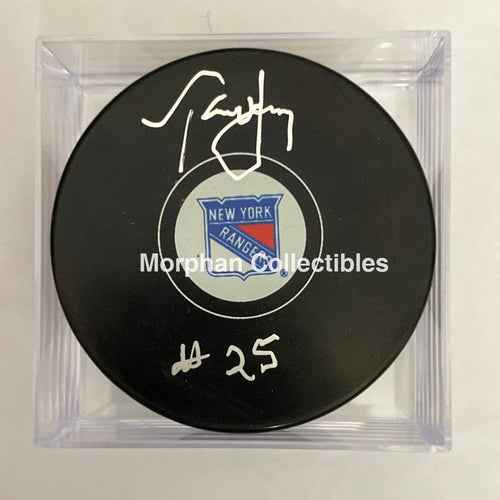 NEW YORK
RANGERS
Morphan Collectibles
# 25